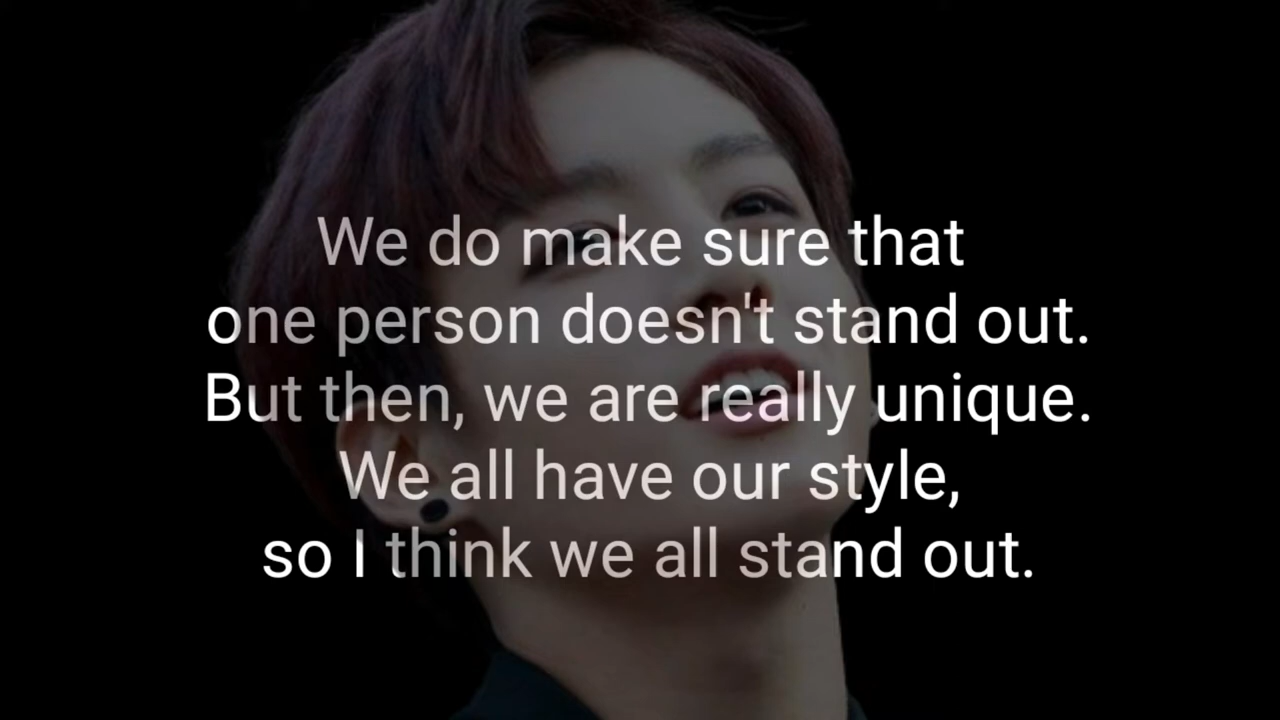 We do make sure that
one person doesn't stand out.
But then, we are really unique.
We all have our style,
so I think we all stand out.